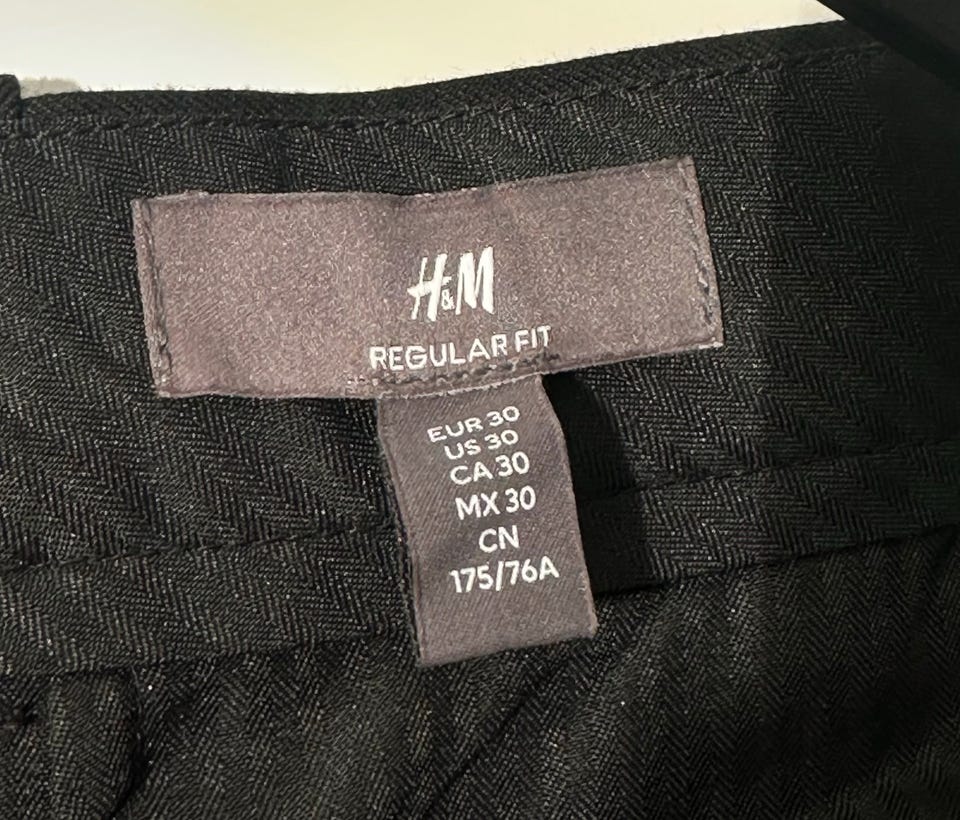 H&M
REGULAR FIT
EUR 30
US 30
CA 30
MX 30
CN
175/76A